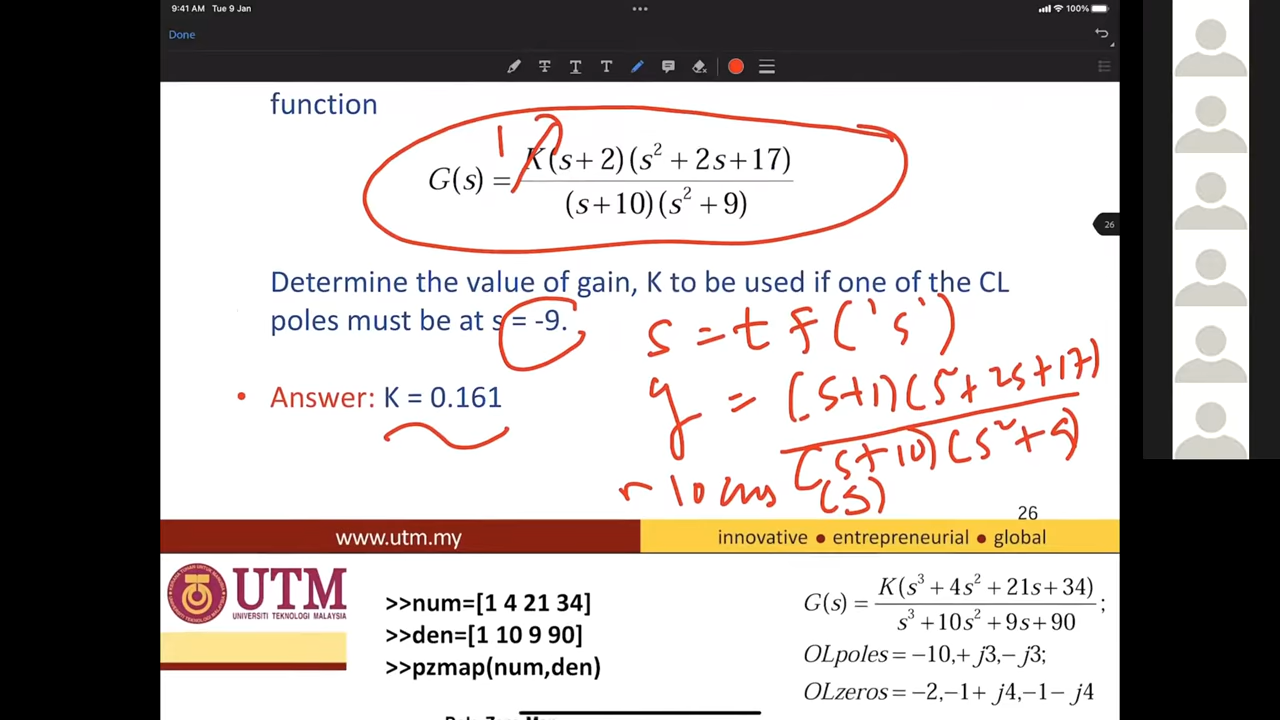 9:41 AM Tue 9 Jan
100%
Done
function
1
G(s) = K(s+2)(s² + 2s+17) / (s+10)(s² + 9)
26
Determine the value of gain, K to be used if one of the CL
poles must be at s = -9.
s = tf('s')
• Answer: K = 0.161
g = (s+1)(s²+2s+17) / (s+10)(s²+9)
rlocus (s)
26
www.utm.my
innovative ● entrepreneurial ● global
UTM
UNIVERSITI TEKNOLOGI MALAYSIA
>>num=[1 4 21 34]
>>den=[1 10 9 90]
>>pzmap(num,den)
G(s) = K(s³ + 4s² + 21s + 34) / s³ +10s² + 9s + 90 ;
OLpoles = −10,+ j3,− j3;
OLzeros = −2,−1+ j4,−1− j4